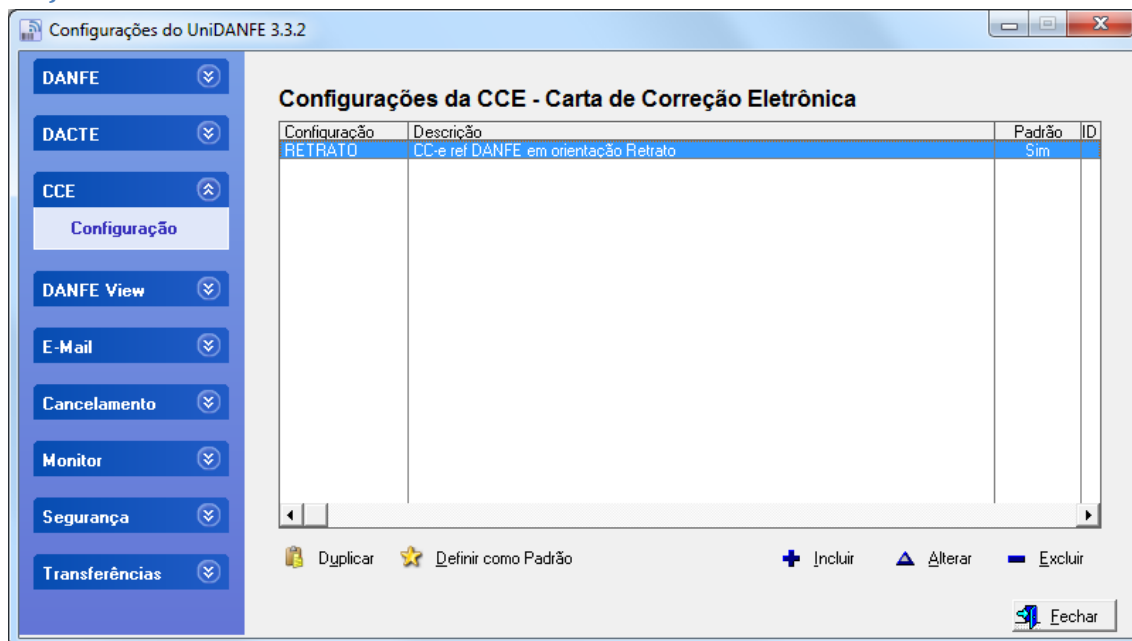 Configurações do UniDANFE 3.3.2
DANFE
DACTE
CCE
Configuração
DANFE View
E-Mail
Cancelamento
Monitor
Segurança
Transferências
Configurações da CCE - Carta de Correção Eletrônica
Configuração Descrição Padrão ID
RETRATO CC-e ref DANFE em orientação Retrato Sim
Duplicar Definir como Padrão Incluir Alterar Excluir
Fechar